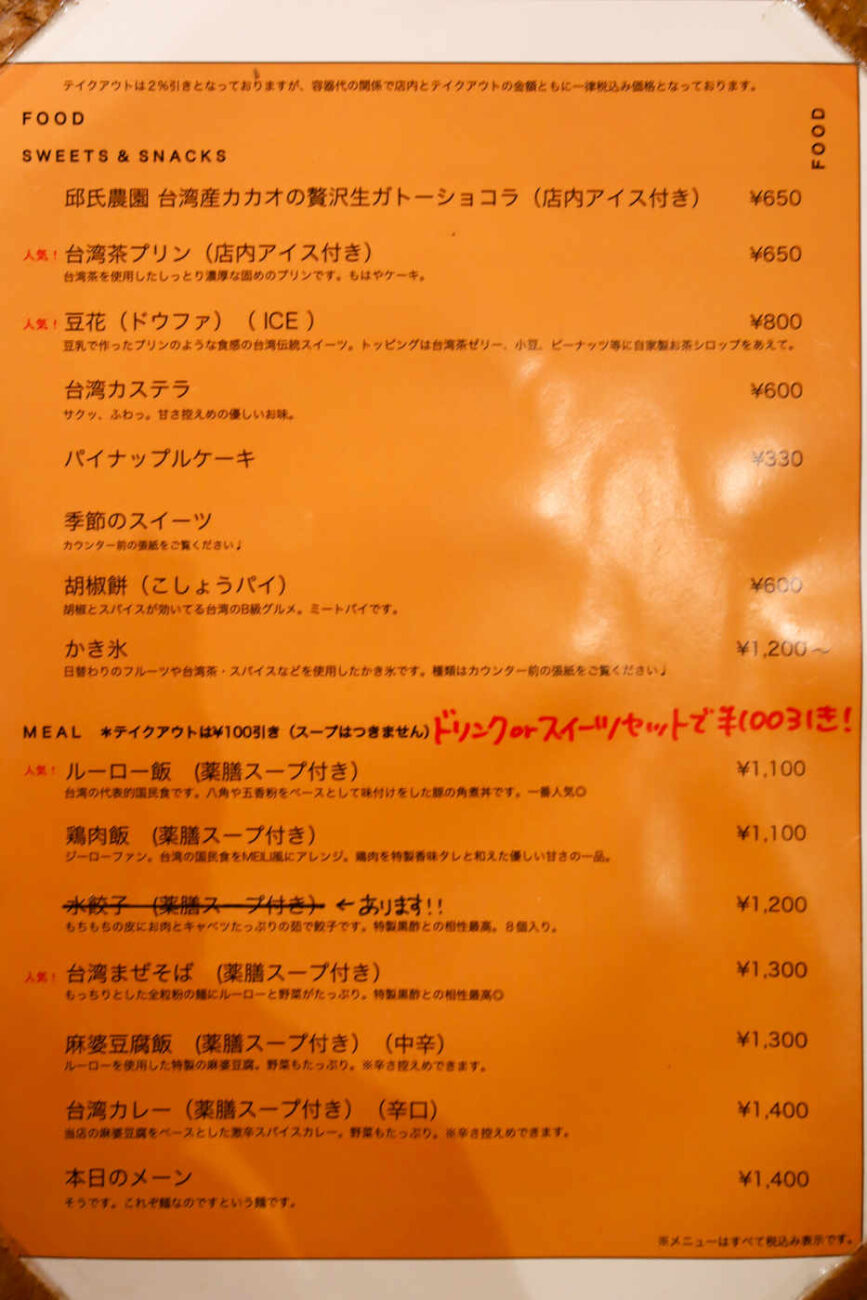 テイクアウトは2%引きとなっておりますが、容器代の関係で店内とテイクアウトの金額ともに一律税込み価格となっております。
FOOD
FOOD
SWEETS & SNACKS
邱氏農園 台湾産カカオの贅沢生ガトーショコラ（店内アイス付き） ¥650
人気！ 台湾茶プリン（店内アイス付き） ¥650
台湾茶を使用したしっとり濃厚な固めのプリンです。もはやケーキ。
人気！ 豆花（ドウファ）（ ICE ） ¥800
豆乳で作ったプリンのような食感の台湾伝統スイーツ。トッピングは台湾茶ゼリー、小豆、ピーナッツ等に自家製お茶シロップをあえて。
台湾カステラ ¥600
サクッ、ふわっ。甘さ控えめの優しいお味。
パイナップルケーキ ¥330
季節のスイーツ
カウンター前の張紙をご覧ください♩
胡椒餅（こしょうパイ） ¥600
胡椒とスパイスが効いてる台湾のB級グルメ。ミートパイです。
かき氷 ¥1,200～
日替わりのフルーツや台湾茶・スパイスなどを使用したかき氷です。種類はカウンター前の張紙をご覧ください♩
MEAL ＊テイクアウトは¥100引き（スープはつきません）ドリンクorスイーツセットで¥100引き！
人気！ ルーロー飯 （薬膳スープ付き） ¥1,100
台湾の代表的国民食です。八角や五香粉をベースとして味付けをした豚の角煮丼です。一番人気◎
鶏肉飯 （薬膳スープ付き） ¥1,100
ジーローファン。台湾の国民食をMEILI風にアレンジ。鶏肉を特製香味タレと和えた優しい甘さの一品。
水餃子 （薬膳スープ付き） ←あります!! ¥1,200
もちもちの皮にお肉とキャベツたっぷりの茹で餃子です。特製黒酢との相性最高。８個入り。
人気！ 台湾まぜそば （薬膳スープ付き） ¥1,300
もっちりとした全粒粉の麺にルーローと野菜がたっぷり。特製黒酢との相性最高◎
麻婆豆腐飯 （薬膳スープ付き）（中辛） ¥1,300
ルーローを使用した特製の麻婆豆腐。野菜もたっぷり。※辛さ控えめできます。
台湾カレー（薬膳スープ付き）（辛口） ¥1,400
当店の麻婆豆腐をベースとした激辛スパイスカレー。野菜もたっぷり。※辛さ控えめできます。
本日のメーン ¥1,400
そうです。これぞ麺なのですという麺です。
※メニューはすべて税込み表示です。